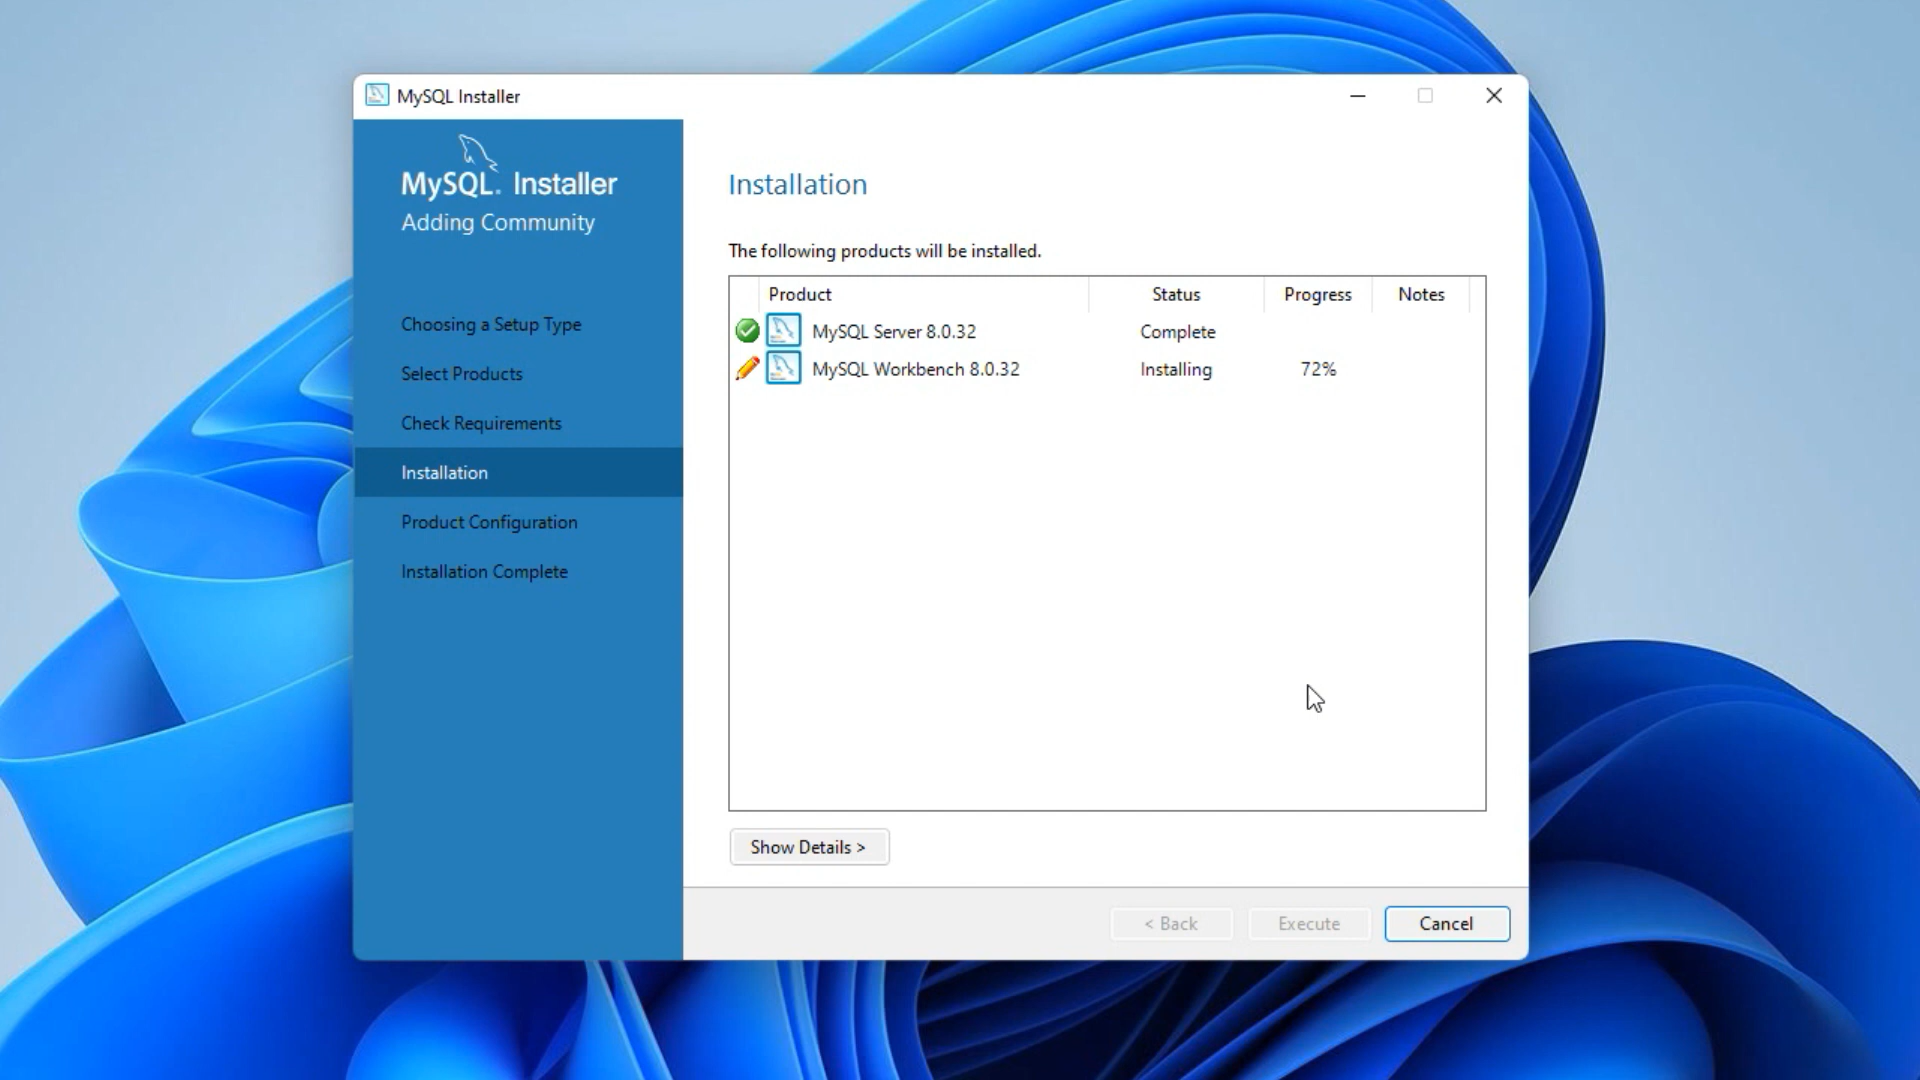 MySQL Installer
MySQL. Installer
Adding Community
Choosing a Setup Type
Select Products
Check Requirements
Installation
Product Configuration
Installation Complete
Installation
The following products will be installed.
Product Status Progress Notes
MySQL Server 8.0.32 Complete
MySQL Workbench 8.0.32 Installing 72%
Show Details >
< Back Execute Cancel